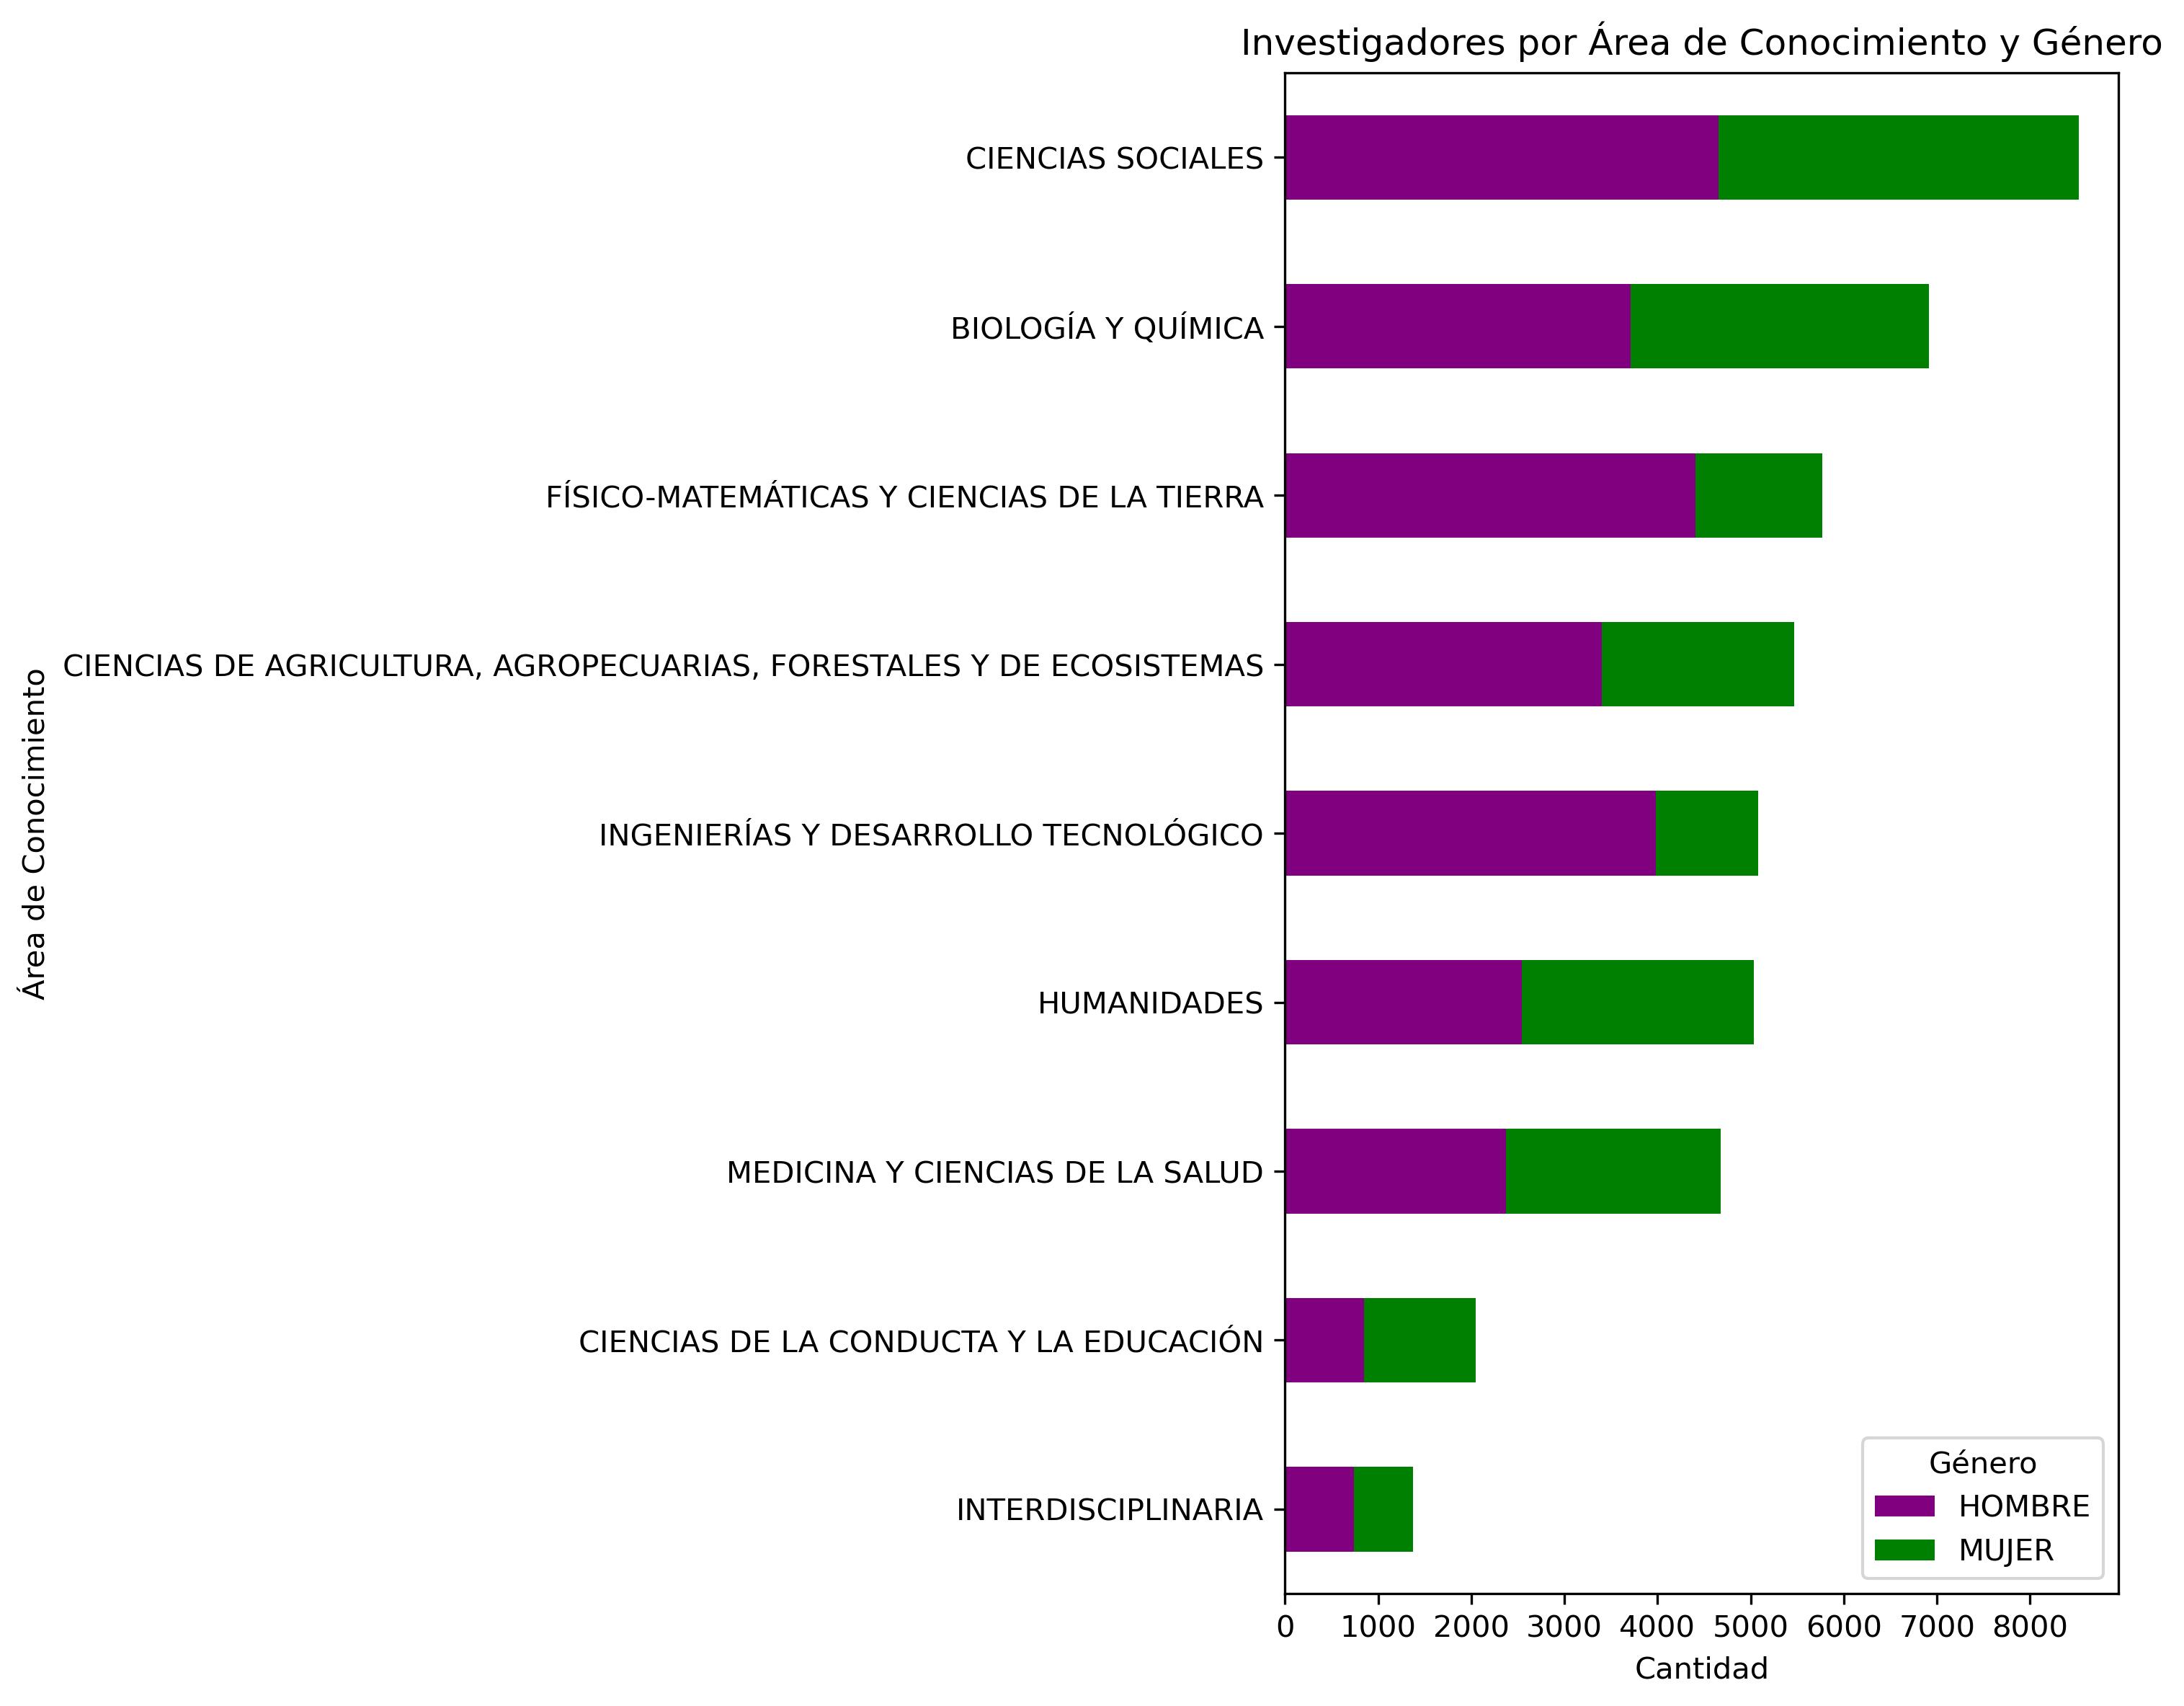 Investigadores por Área de Conocimiento y Género
CIENCIAS SOCIALES
BIOLOGÍA Y QUÍMICA
FÍSICO-MATEMÁTICAS Y CIENCIAS DE LA TIERRA
CIENCIAS DE AGRICULTURA, AGROPECUARIAS, FORESTALES Y DE ECOSISTEMAS
INGENIERÍAS Y DESARROLLO TECNOLÓGICO
HUMANIDADES
MEDICINA Y CIENCIAS DE LA SALUD
CIENCIAS DE LA CONDUCTA Y LA EDUCACIÓN
INTERDISCIPLINARIA
Área de Conocimiento
Género
HOMBRE
MUJER
0 1000 2000 3000 4000 5000 6000 7000 8000
Cantidad